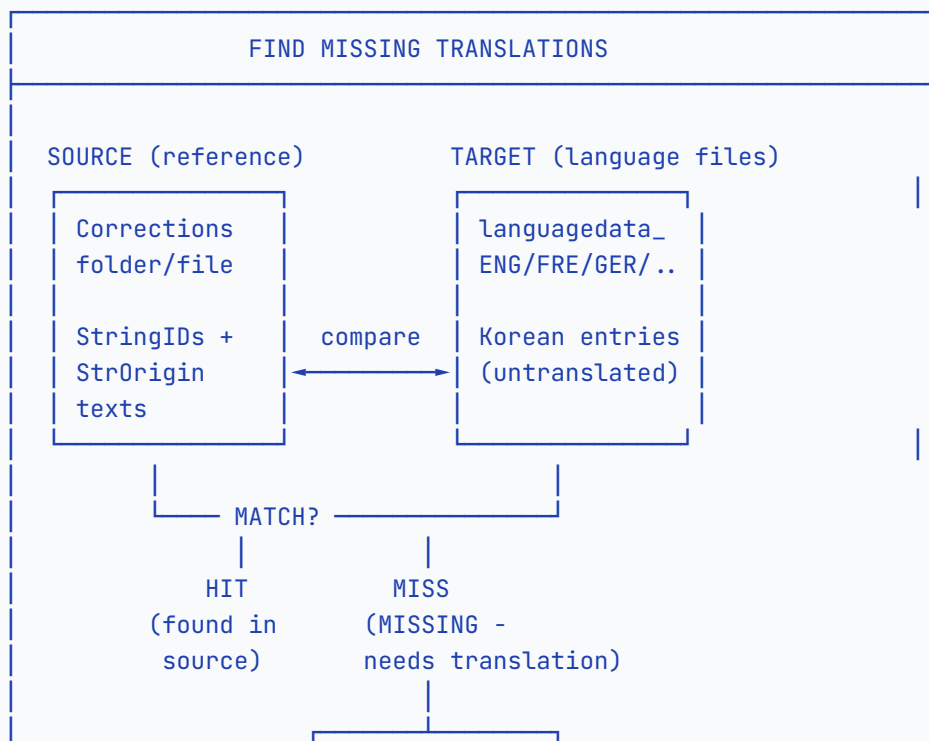 FIND MISSING TRANSLATIONS
SOURCE (reference)
TARGET (language files)
Corrections
folder/file
StringIDs +
StrOrigin
texts
compare
languagedata_
ENG/FRE/GER/..
Korean entries
(untranslated)
MATCH?
HIT
(found in
source)
MISS
(MISSING -
needs translation)